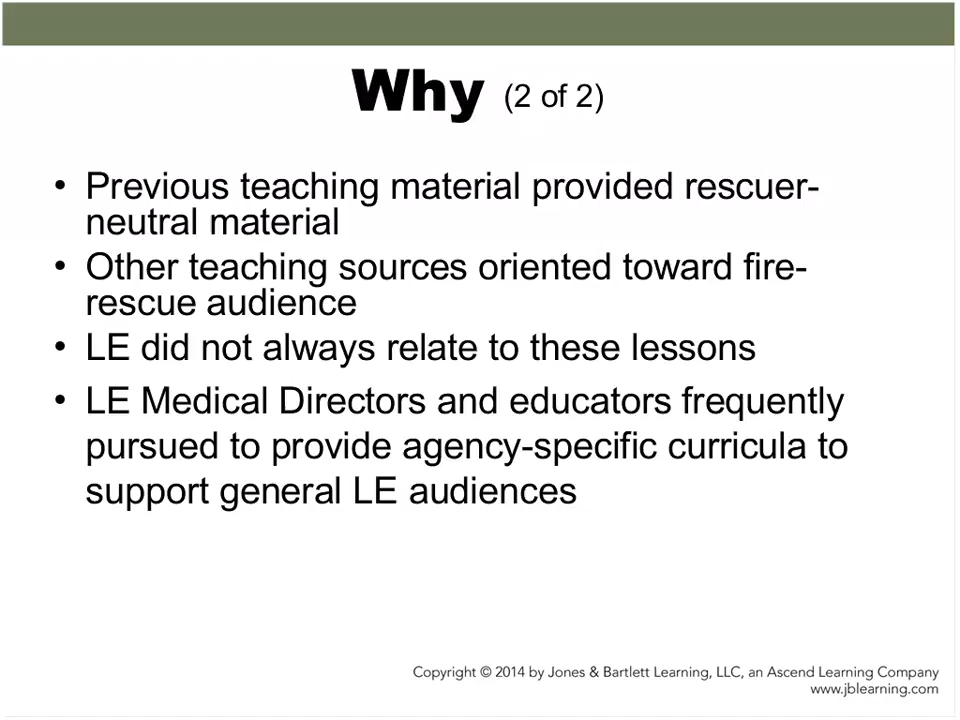 Why (2 of 2)
• Previous teaching material provided rescuer-
neutral material
• Other teaching sources oriented toward fire-
rescue audience
• LE did not always relate to these lessons
• LE Medical Directors and educators frequently
pursued to provide agency-specific curricula to
support general LE audiences
Copyright © 2014 by Jones & Bartlett Learning, LLC, an Ascend Learning Company
www.jblearning.com